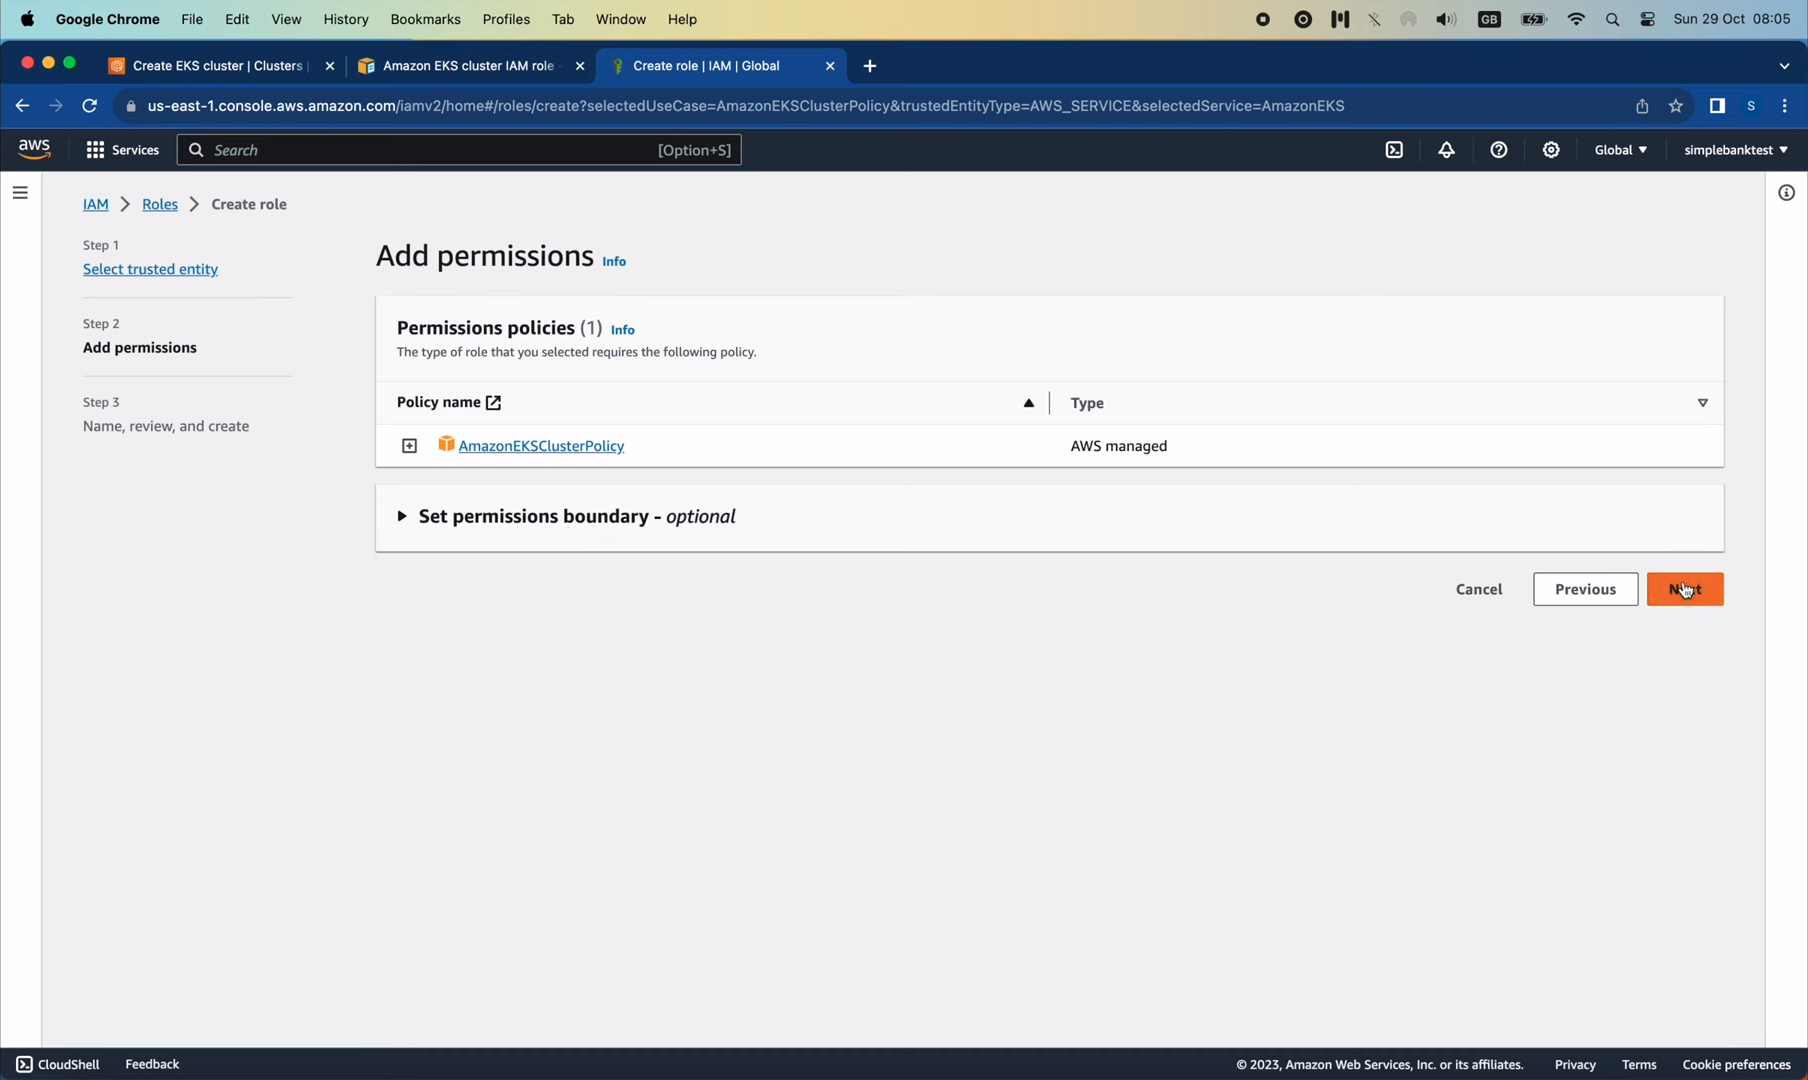 Google Chrome File Edit View History Bookmarks Profiles Tab Window Help GB Sun 29 Oct 08:05
Create EKS cluster | Clusters Amazon EKS cluster IAM role - Create role | IAM | Global
us-east-1.console.aws.amazon.com/iamv2/home#/roles/create?selectedUseCase=AmazonEKSClusterPolicy&trustedEntityType=AWS_SERVICE&selectedService=AmazonEKS S
aws Services Search [Option+S] Global simplebanktest
IAM Roles Create role
Step 1
Select trusted entity
Step 2
Add permissions
Step 3
Name, review, and create
Add permissions Info
Permissions policies (1) Info
The type of role that you selected requires the following policy.
Policy name Type
AmazonEKSClusterPolicy AWS managed
Set permissions boundary - optional
Cancel Previous Next
CloudShell Feedback © 2023, Amazon Web Services, Inc. or its affiliates. Privacy Terms Cookie preferences